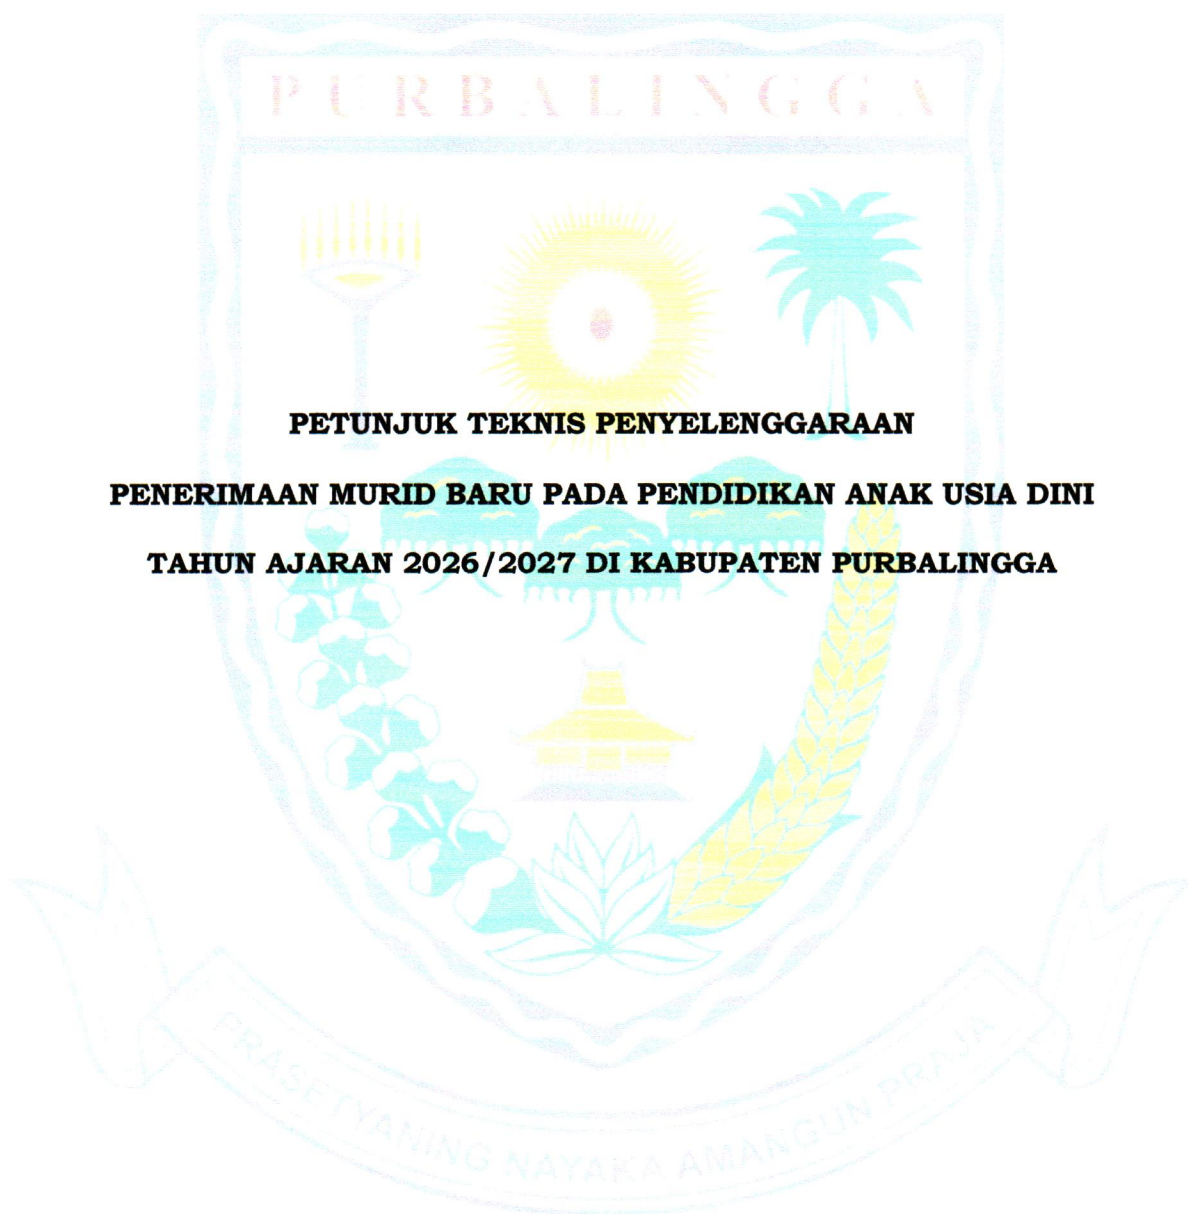 PURBALINGGA
PETUNJUK TEKNIS PENYELENGGARAAN
PENERIMAAN MURID BARU PADA PENDIDIKAN ANAK USIA DINI
TAHUN AJARAN 2026/2027 DI KABUPATEN PURBALINGGA
PRASETYANING NAYAKA AMANGUN PRAJA